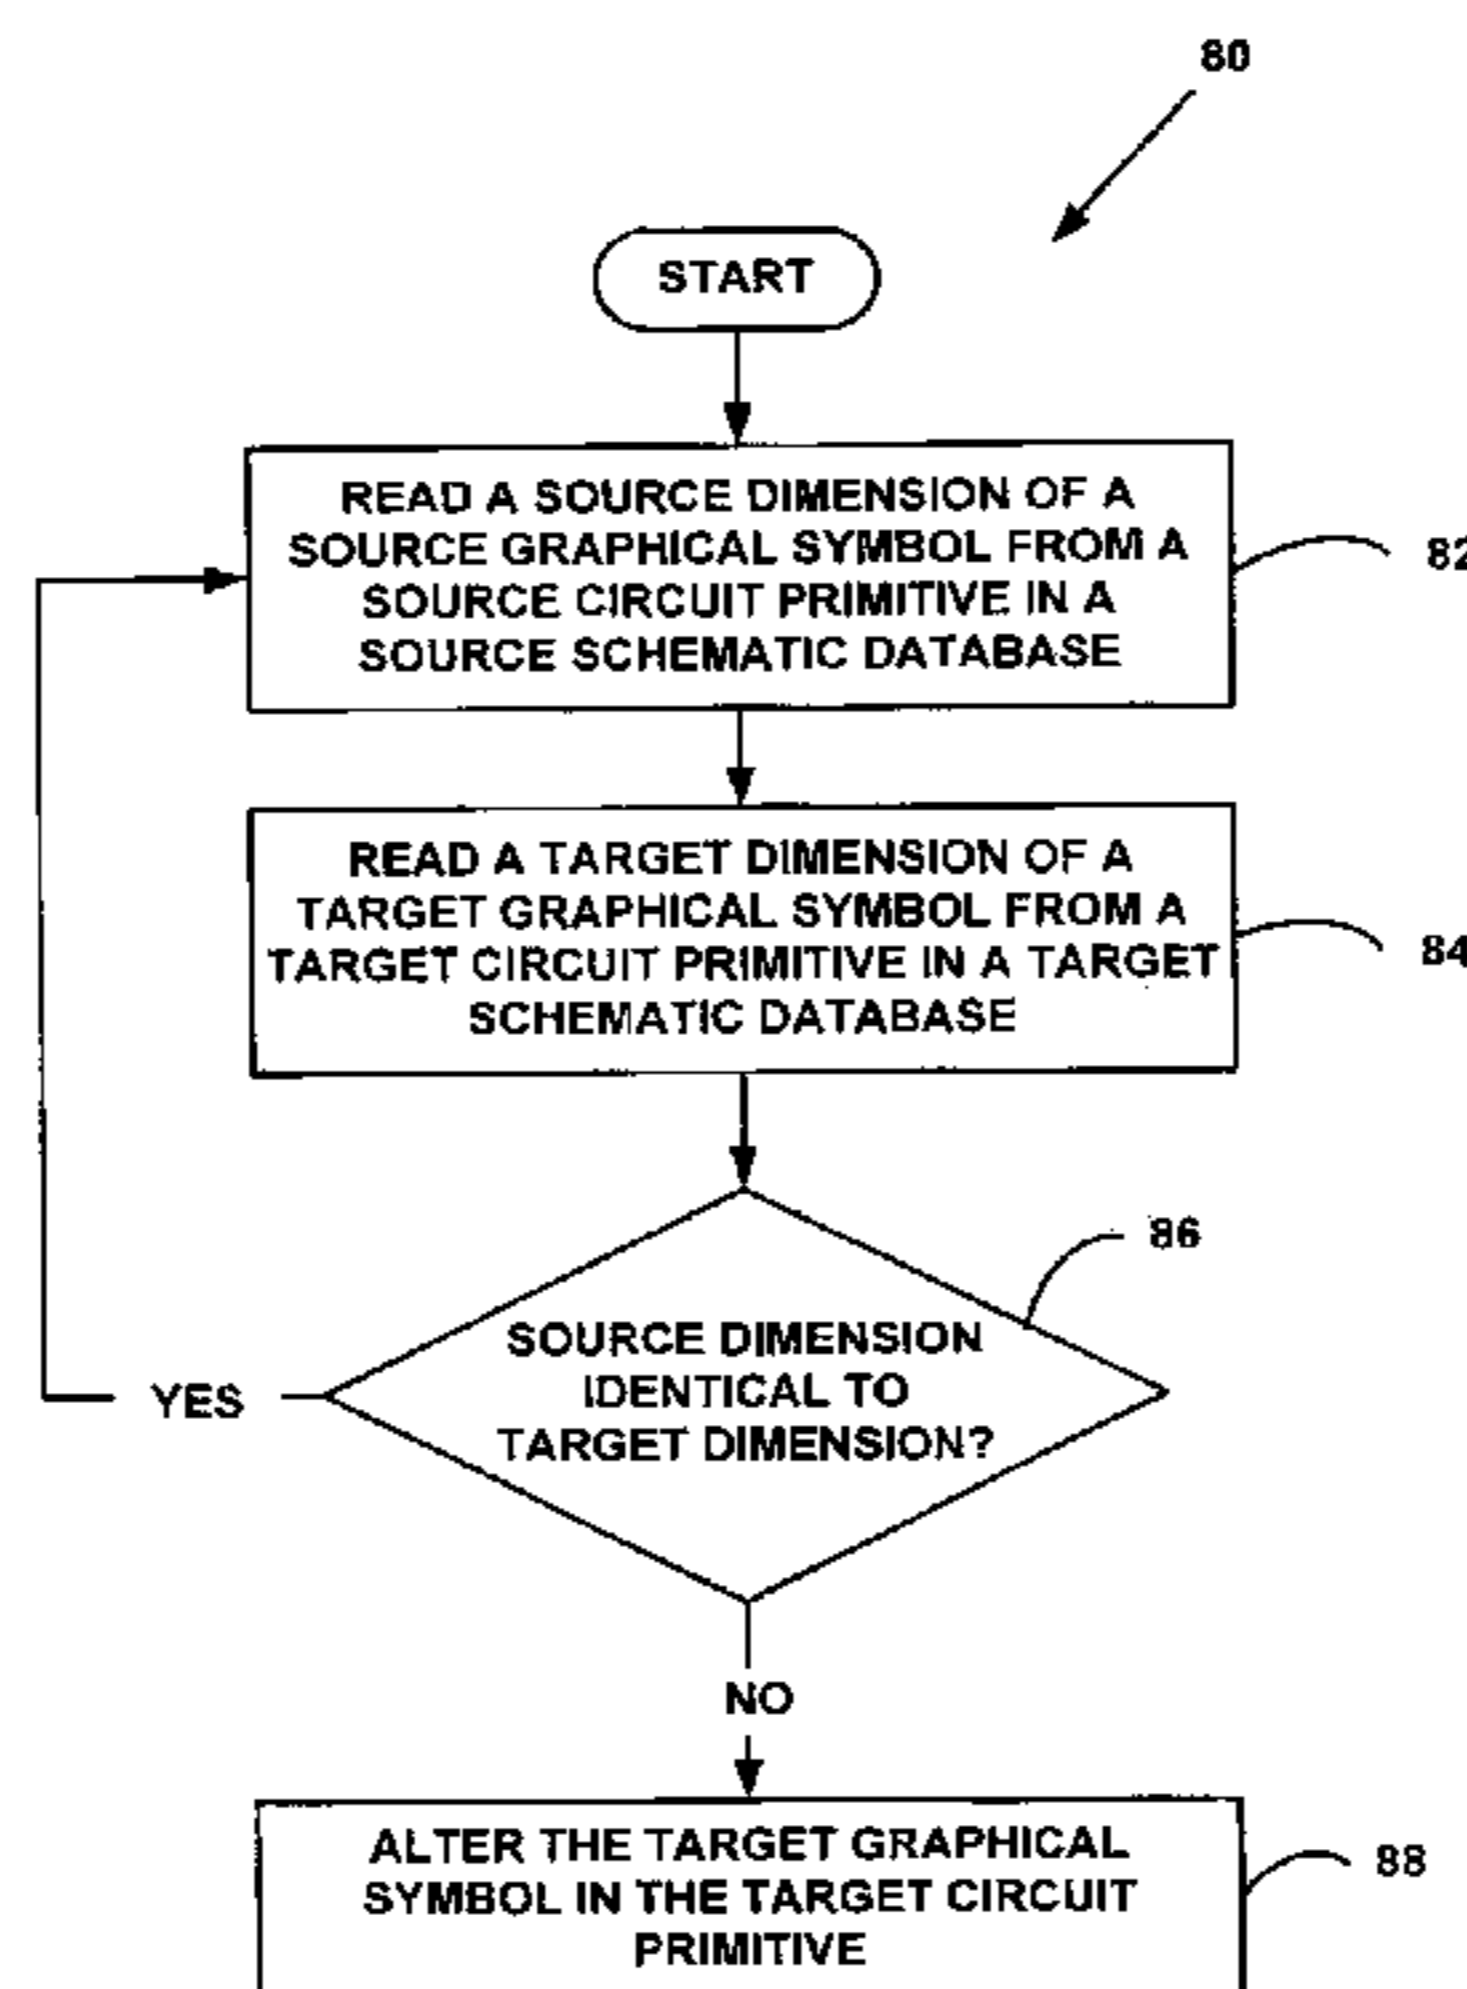 80
START
READ A SOURCE DIMENSION OF A
SOURCE GRAPHICAL SYMBOL FROM A
SOURCE CIRCUIT PRIMITIVE IN A
SOURCE SCHEMATIC DATABASE
82
READ A TARGET DIMENSION OF A
TARGET GRAPHICAL SYMBOL FROM A
TARGET CIRCUIT PRIMITIVE IN A TARGET
SCHEMATIC DATABASE
84
86
SOURCE DIMENSION
IDENTICAL TO
TARGET DIMENSION?
YES
NO
ALTER THE TARGET GRAPHICAL
SYMBOL IN THE TARGET CIRCUIT
PRIMITIVE
88